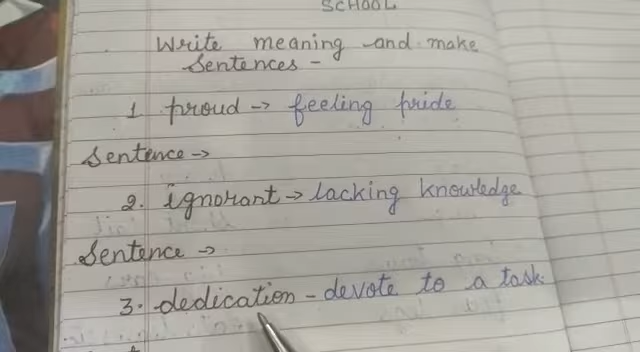 SCHOOL
Write meaning and make
Sentences -
1 proud → feeling pride
Sentence →
2. ignorant → lacking knowledge
Sentence →
3. dedication - devote to a task